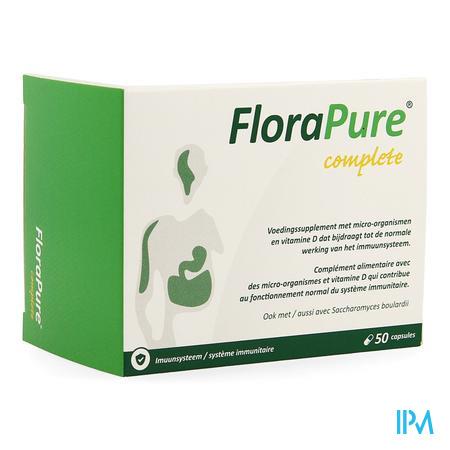 FloraPure®
complete
Voedingssupplement met micro-organismen
en vitamine D dat bijdraagt tot de normale
werking van het immuunsysteem.
Complément alimentaire avec
des micro-organismes et vitamine D qui contribue
au fonctionnement normal du système immunitaire.
Ook met / aussi avec Saccharomyces boulardii
Imuunsysteem / système immunitaire
50 capsules
FloraPure®
complete
IPM